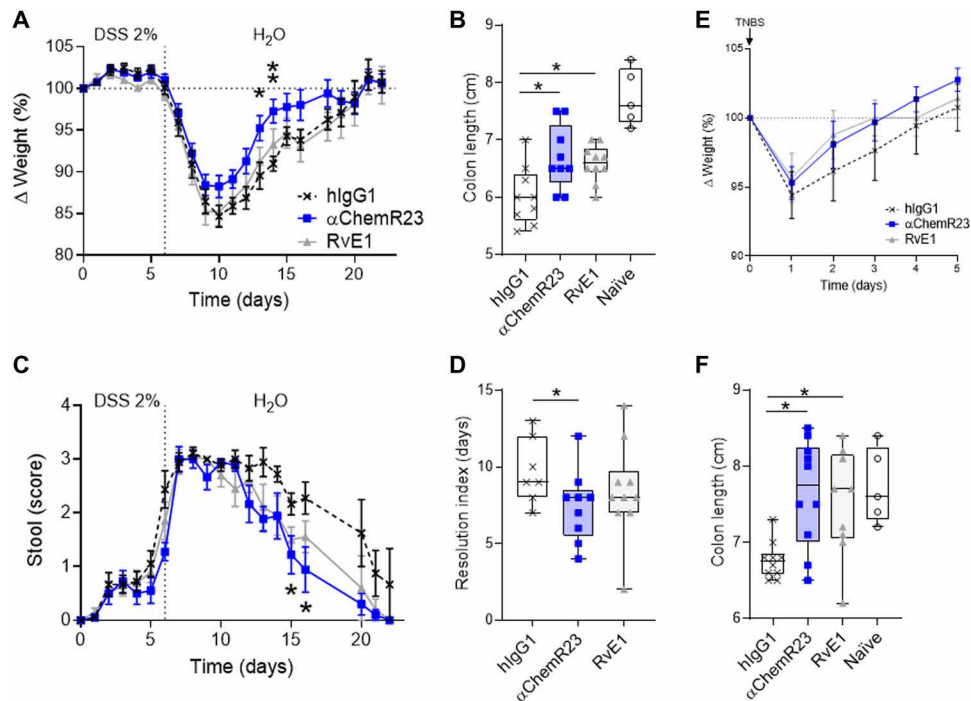 A
DSS 2%
H2O
Δ Weight (%)
105
100
95
90
85
80
**
*
hIgG1
αChemR23
RvE1
0
5
10
15
20
Time (days)
B
Colon length (cm)
9
8
7
6
5
*
*
hIgG1
αChemR23
RvE1
Naïve
E
TNBS
Δ Weight (%)
105
100
95
90
hIgG1
αChemR23
RvE1
0
1
2
3
4
5
Time (days)
C
DSS 2%
H2O
Stool (score)
4
3
2
1
0
*
*
0
5
10
15
20
Time (days)
D
Resolution index (days)
15
10
5
0
*
hIgG1
αChemR23
RvE1
F
Colon length (cm)
9
8
7
6
*
*
hIgG1
αChemR23
RvE1
Naïve